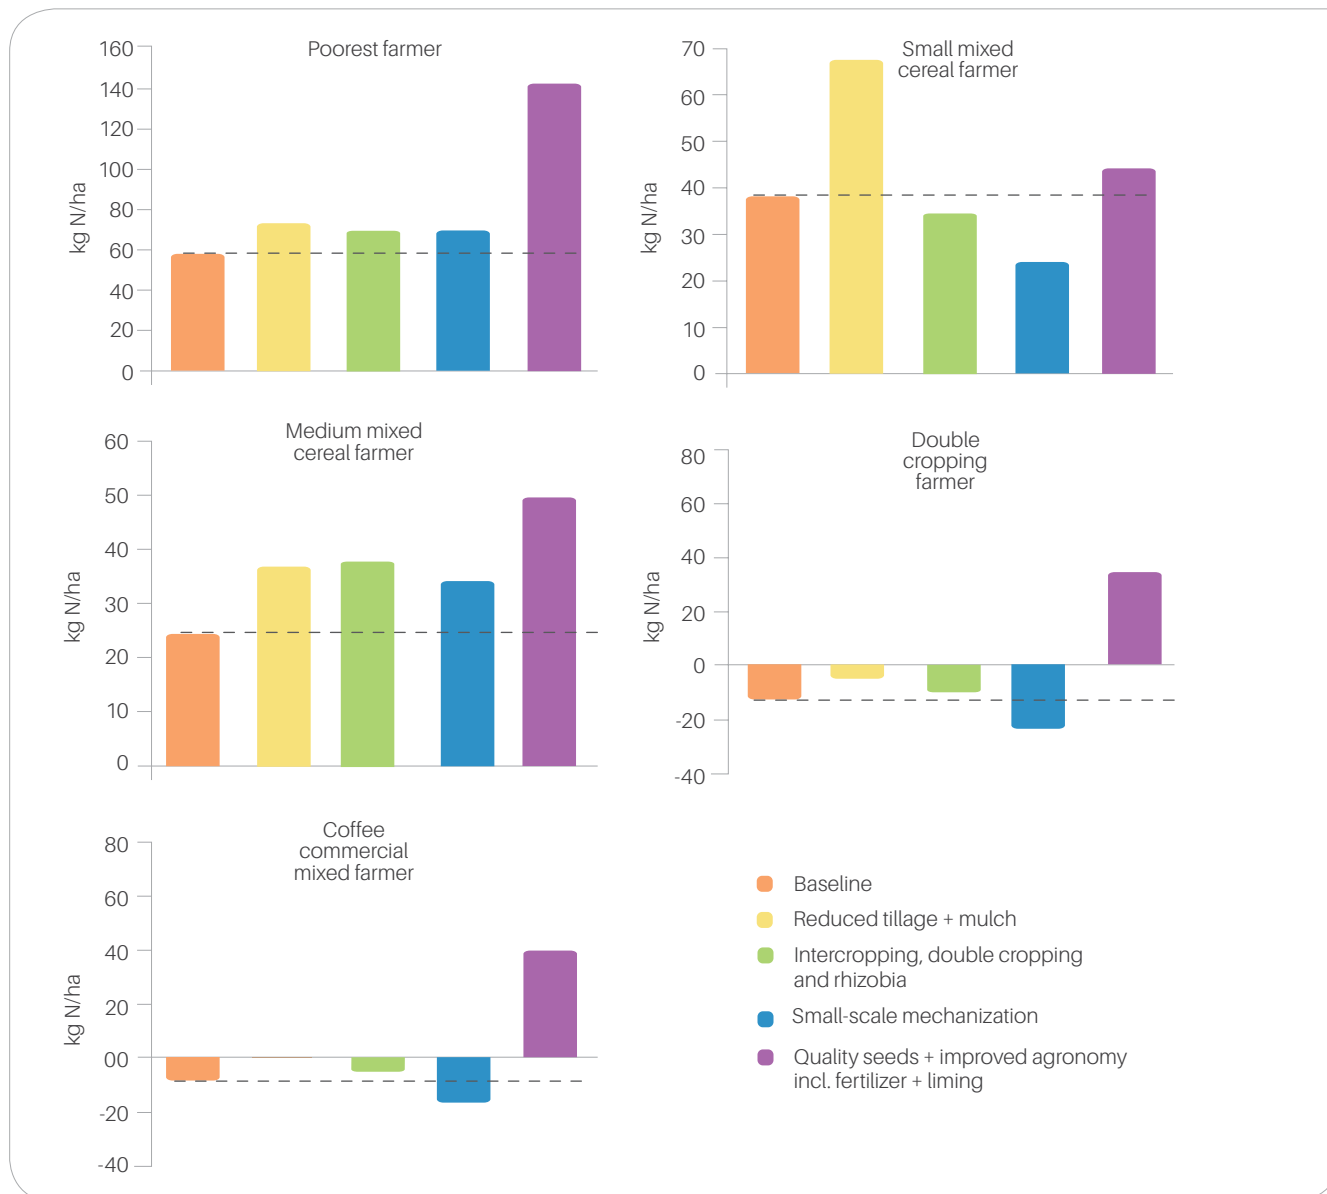 Poorest farmer
160
140
120
100
80
60
40
20
0
kg N/ha
Small mixed
cereal farmer
70
60
50
40
30
20
10
0
kg N/ha
Medium mixed
cereal farmer
60
50
40
30
20
10
0
kg N/ha
Double
cropping
farmer
80
60
40
20
0
-20
-40
kg N/ha
Coffee
commercial
mixed farmer
80
60
40
20
00
-20
-40
kg N/ha
Baseline
Reduced tillage + mulch
Intercropping, double cropping
and rhizobia
Small-scale mechanization
Quality seeds + improved agronomy
incl. fertilizer + liming